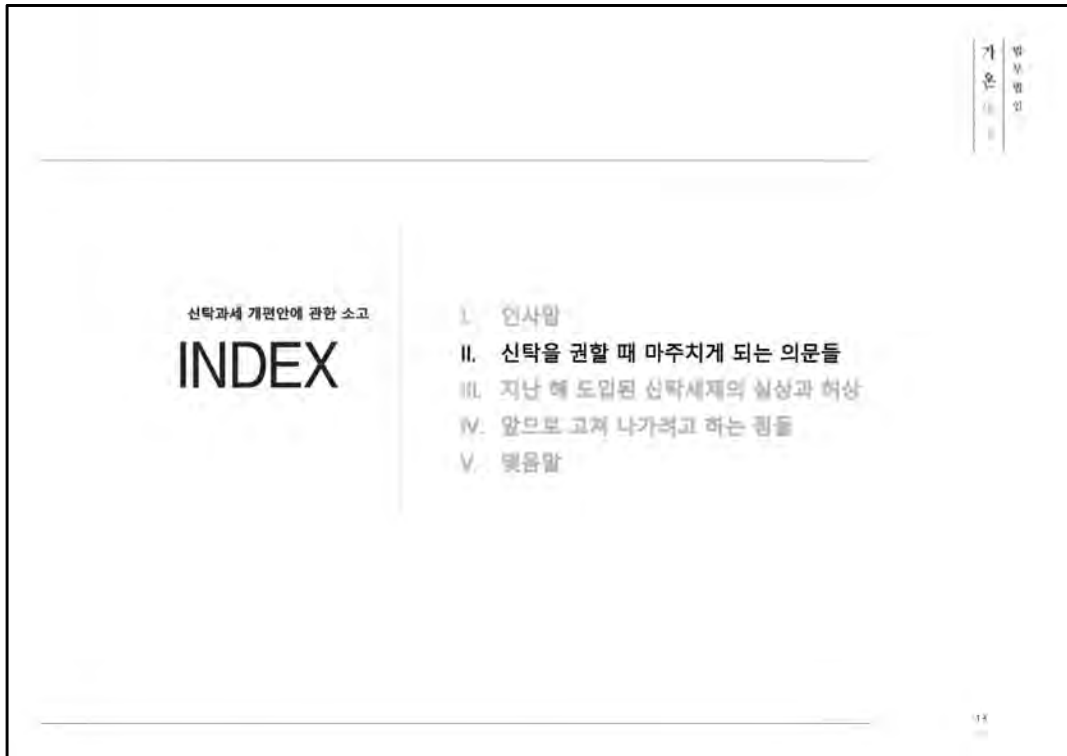 법무법인
가온
신탁과세 개편안에 관한 소고
INDEX
I. 인사말
II. 신탁을 권할 때 마주치게 되는 의문들
III. 지난 해 도입된 신탁세제의 실상과 허상
IV. 앞으로 고쳐 나가려고 하는 점들
V. 맺음말